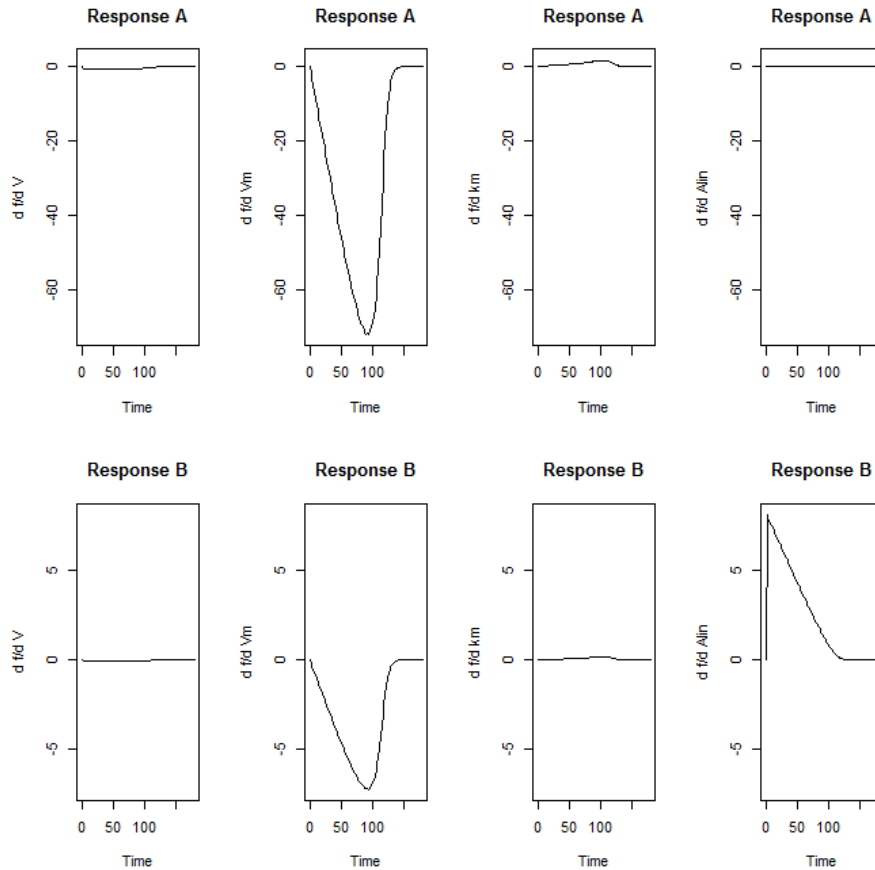 Response A
Response A
Response A
Response A
d f/d V
0
-20
-40
-60
0 50 100
Time
d f/d Vm
0
-20
-40
-60
0 50 100
Time
d f/d km
0
-20
-40
-60
0 50 100
Time
d f/d Alin
0
-20
-40
-60
0 50 100
Time
Response B
Response B
Response B
Response B
d f/d V
5
0
-5
0 50 100
Time
d f/d Vm
5
0
-5
0 50 100
Time
d f/d km
5
0
-5
0 50 100
Time
d f/d Alin
5
0
-5
0 50 100
Time